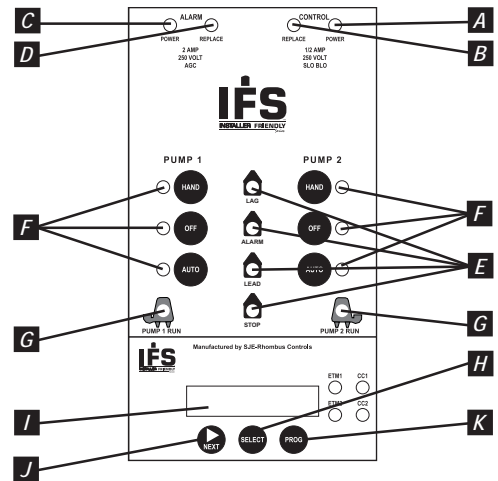 C ALARM CONTROL A
D POWER REPLACE REPLACE POWER B
2 AMP 1/2 AMP
250 VOLT 250 VOLT
AGC SLO BLO
IFS
INSTALLER FRIENDLY
PUMP 1 PUMP 2
HAND HAND
LAG
F OFF OFF F
ALARM
AUTO AUTO E
LEAD
G STOP G
PUMP 1 RUN PUMP 2 RUN
IFS Manufactured by SJE-Rhombus Controls H
INSTALLER FRIENDLY
ETM1 CC1
I ETM2 CC2 K
NEXT SELECT PROG
J